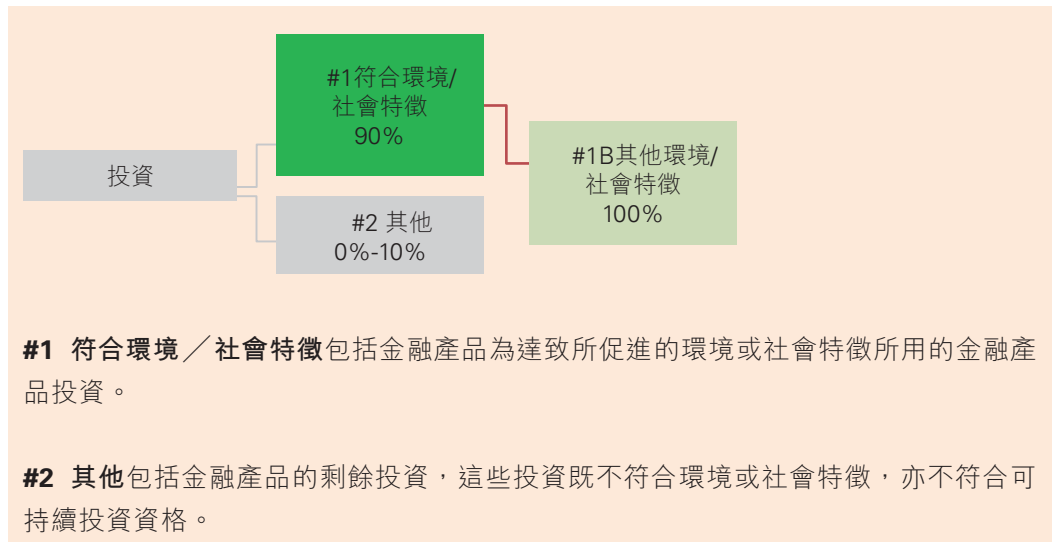 #1符合環境/
社會特徵
90%
投資
#2 其他
0%-10%
#1B其他環境/
社會特徵
100%
#1 符合環境╱社會特徵包括金融產品為達致所促進的環境或社會特徵所用的金融產
品投資。
#2 其他包括金融產品的剩餘投資，這些投資既不符合環境或社會特徵，亦不符合可
持續投資資格。